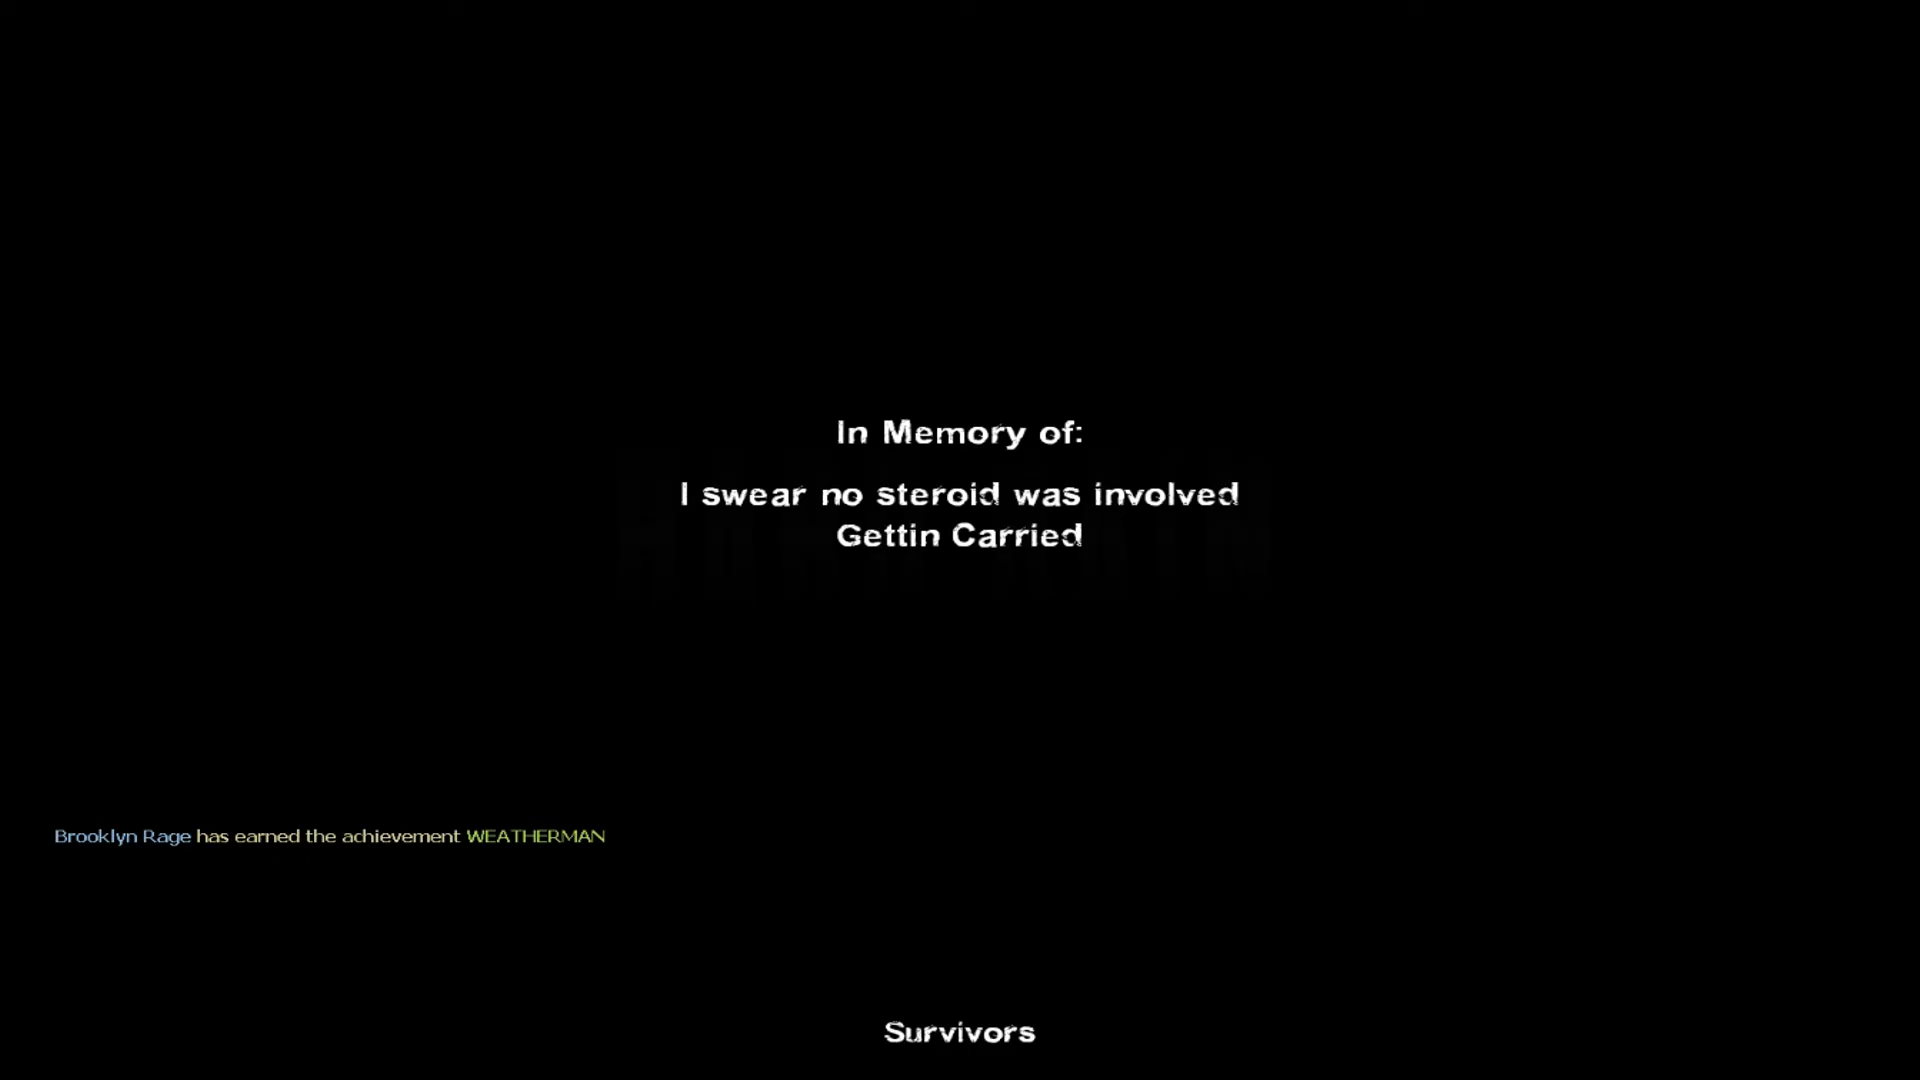 In Memory of:
I swear no steroid was involved
Gettin Carried
Brooklyn Rage has earned the achievement WEATHERMAN
Survivors